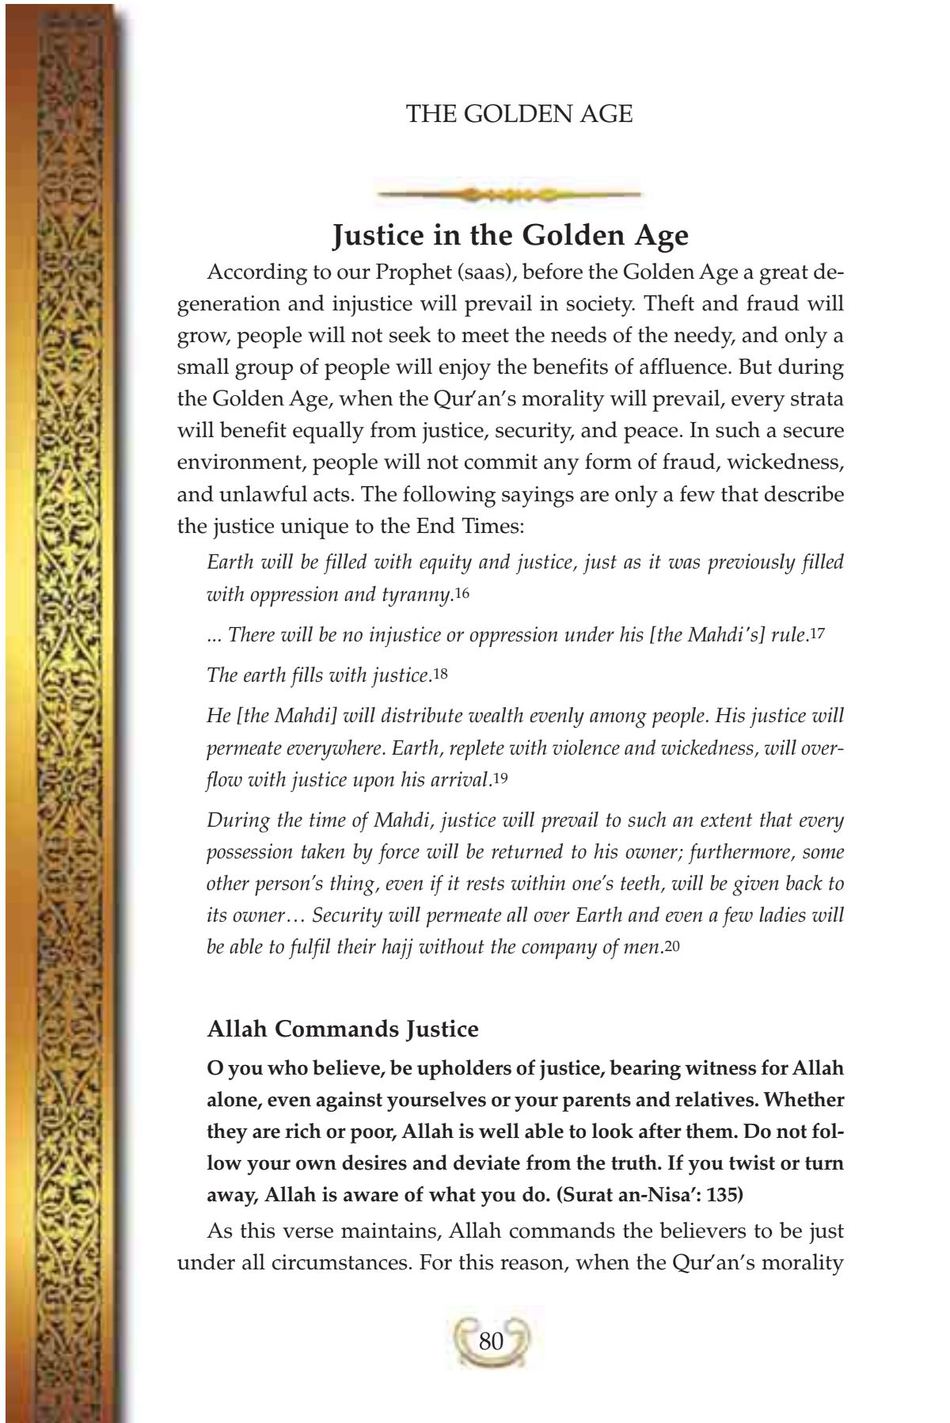 THE GOLDEN AGE
Justice in the Golden Age
According to our Prophet (saas), before the Golden Age a great de-
generation and injustice will prevail in society. Theft and fraud will
grow, people will not seek to meet the needs of the needy, and only a
small group of people will enjoy the benefits of affluence. But during
the Golden Age, when the Qur'an's morality will prevail, every strata
will benefit equally from justice, security, and peace. In such a secure
environment, people will not commit any form of fraud, wickedness,
and unlawful acts. The following sayings are only a few that describe
the justice unique to the End Times:
Earth will be filled with equity and justice, just as it was previously filled
with oppression and tyranny.16
... There will be no injustice or oppression under his [the Mahdi's] rule.17
The earth fills with justice.18
He [the Mahdi] will distribute wealth evenly among people. His justice will
permeate everywhere. Earth, replete with violence and wickedness, will over-
flow with justice upon his arrival.19
During the time of Mahdi, justice will prevail to such an extent that every
possession taken by force will be returned to his owner; furthermore, some
other person's thing, even if it rests within one's teeth, will be given back to
its owner… Security will permeate all over Earth and even a few ladies will
be able to fulfil their hajj without the company of men.20
Allah Commands Justice
O you who believe, be upholders of justice, bearing witness for Allah
alone, even against yourselves or your parents and relatives. Whether
they are rich or poor, Allah is well able to look after them. Do not fol-
low your own desires and deviate from the truth. If you twist or turn
away, Allah is aware of what you do. (Surat an-Nisa': 135)
As this verse maintains, Allah commands the believers to be just
under all circumstances. For this reason, when the Qur'an's morality
80